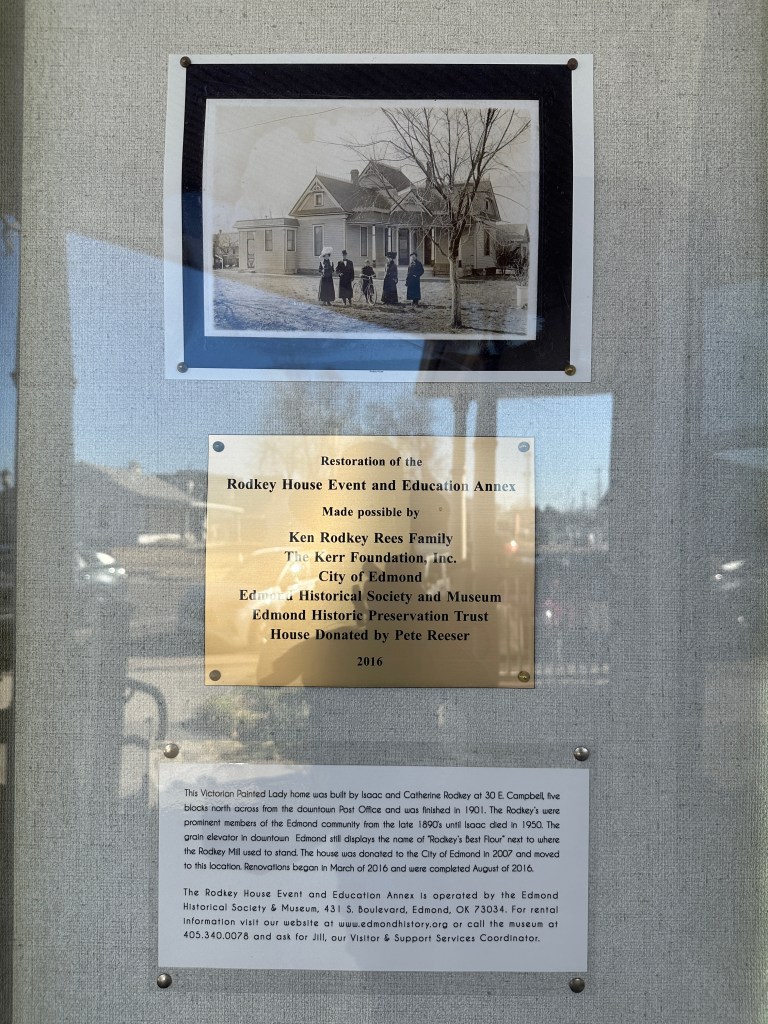 Restoration of the
Rodkey House Event and Education Annex
Made possible by
Ken Rodkey Rees Family
The Kerr Foundation, Inc.
City of Edmond
Edmond Historical Society and Museum
Edmond Historic Preservation Trust
House Donated by Pete Reeser
2016
This Victorian Painted Lady home was built by Isaac and Catherine Rodkey at 30 E. Campbell, five
blocks north across from the downtown Post Office and was finished in 1901. The Rodkey's were
prominent members of the Edmond community from the late 1890's until Isaac died in 1950. The
grain elevator in downtown Edmond still displays the name of "Rodkey's Best Flour" next to where
the Rodkey Mill used to stand. The house was donated to the City of Edmond in 2007 and moved
to this location. Renovations began in March of 2016 and were completed August of 2016.
The Rodkey House Event and Education Annex is operated by the Edmond
Historical Society & Museum, 431 S. Boulevard, Edmond, OK 73034. For rental
information visit our website at www.edmondhistory.org or call the museum at
405.340.0078 and ask for Jill, our Visitor & Support Services Coordinator.